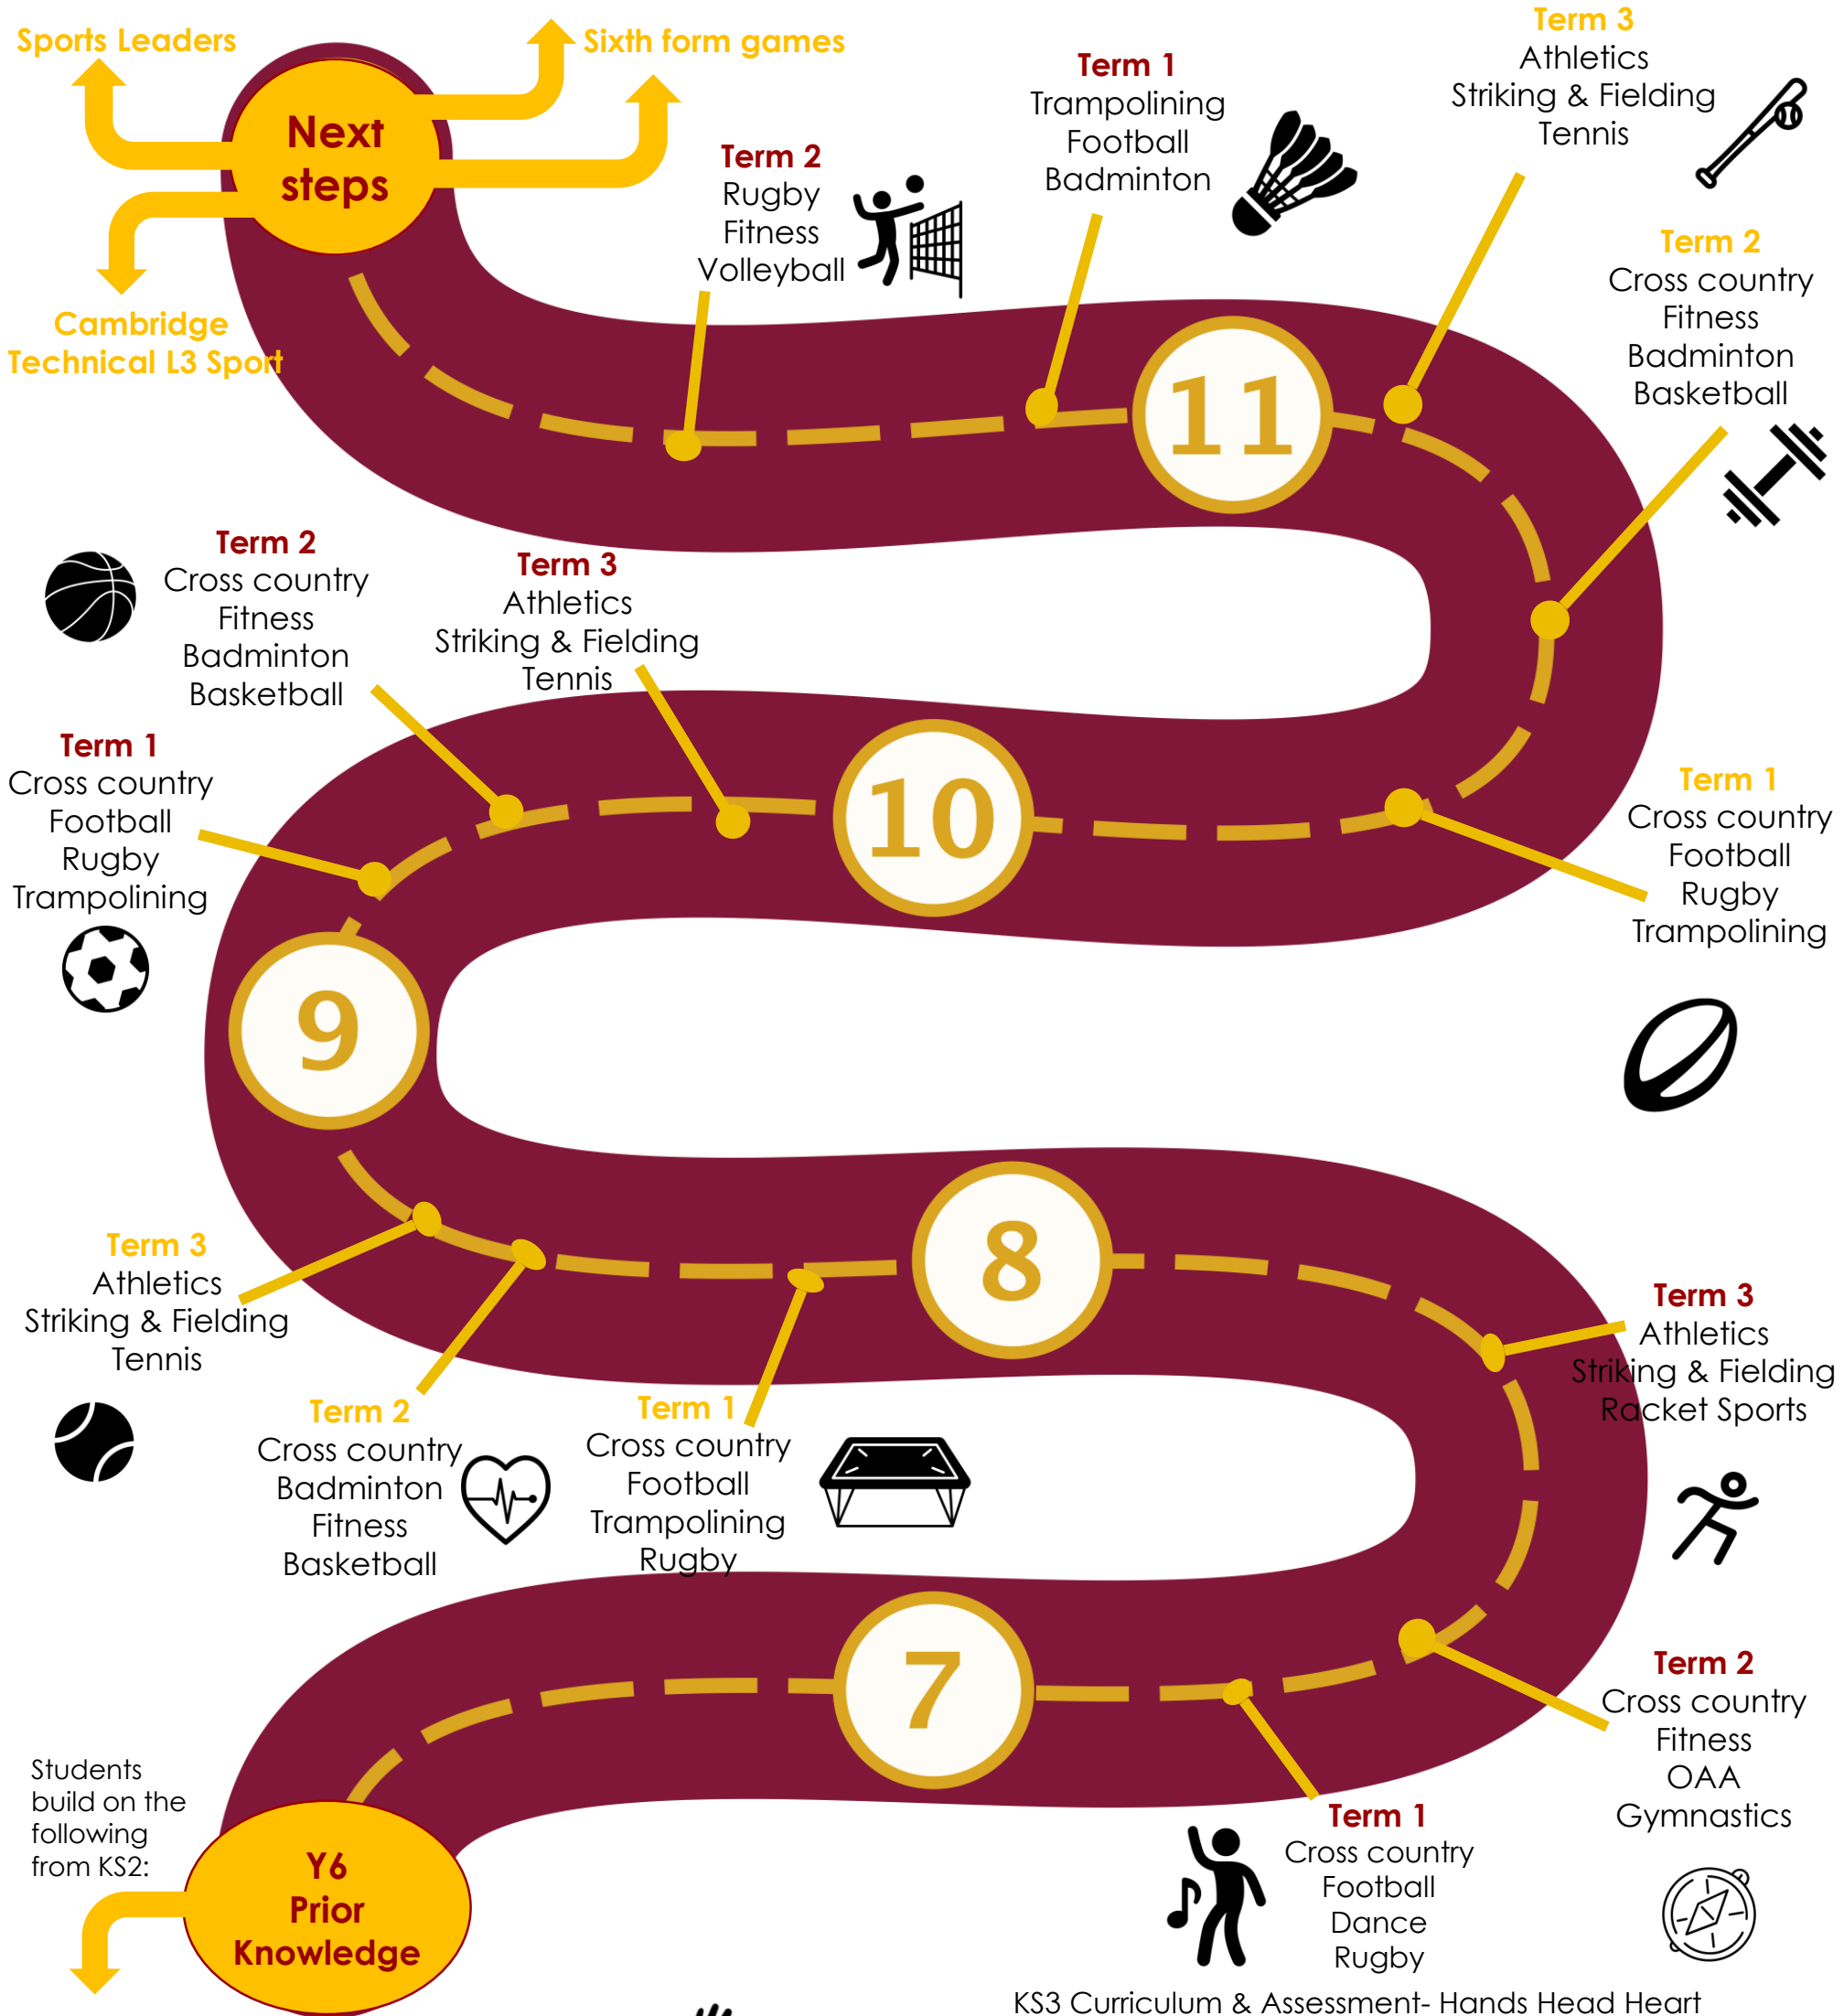 Sports Leaders
Sixth form games
Next
steps
Cambridge
Technical L3 Sport
Term 2
Rugby
Fitness
Volleyball
Term 1
Trampolining
Football
Badminton
Term 3
Athletics
Striking & Fielding
Tennis
Term 2
Cross country
Fitness
Badminton
Basketball
11
Term 2
Cross country
Fitness
Badminton
Basketball
Term 3
Athletics
Striking & Fielding
Tennis
Term 1
Cross country
Football
Rugby
Trampolining
10
Term 1
Cross country
Football
Rugby
Trampolining
9
8
Term 3
Athletics
Striking & Fielding
Tennis
Term 2
Cross country
Badminton
Fitness
Basketball
Term 1
Cross country
Football
Trampolining
Rugby
Term 3
Athletics
Striking & Fielding
Racket Sports
7
Term 2
Cross country
Fitness
OAA
Gymnastics
Term 1
Cross country
Football
Dance
Rugby
Students
build on the
following
from KS2:
Y6
Prior
Knowledge
KS3 Curriculum & Assessment- Hands Head Heart